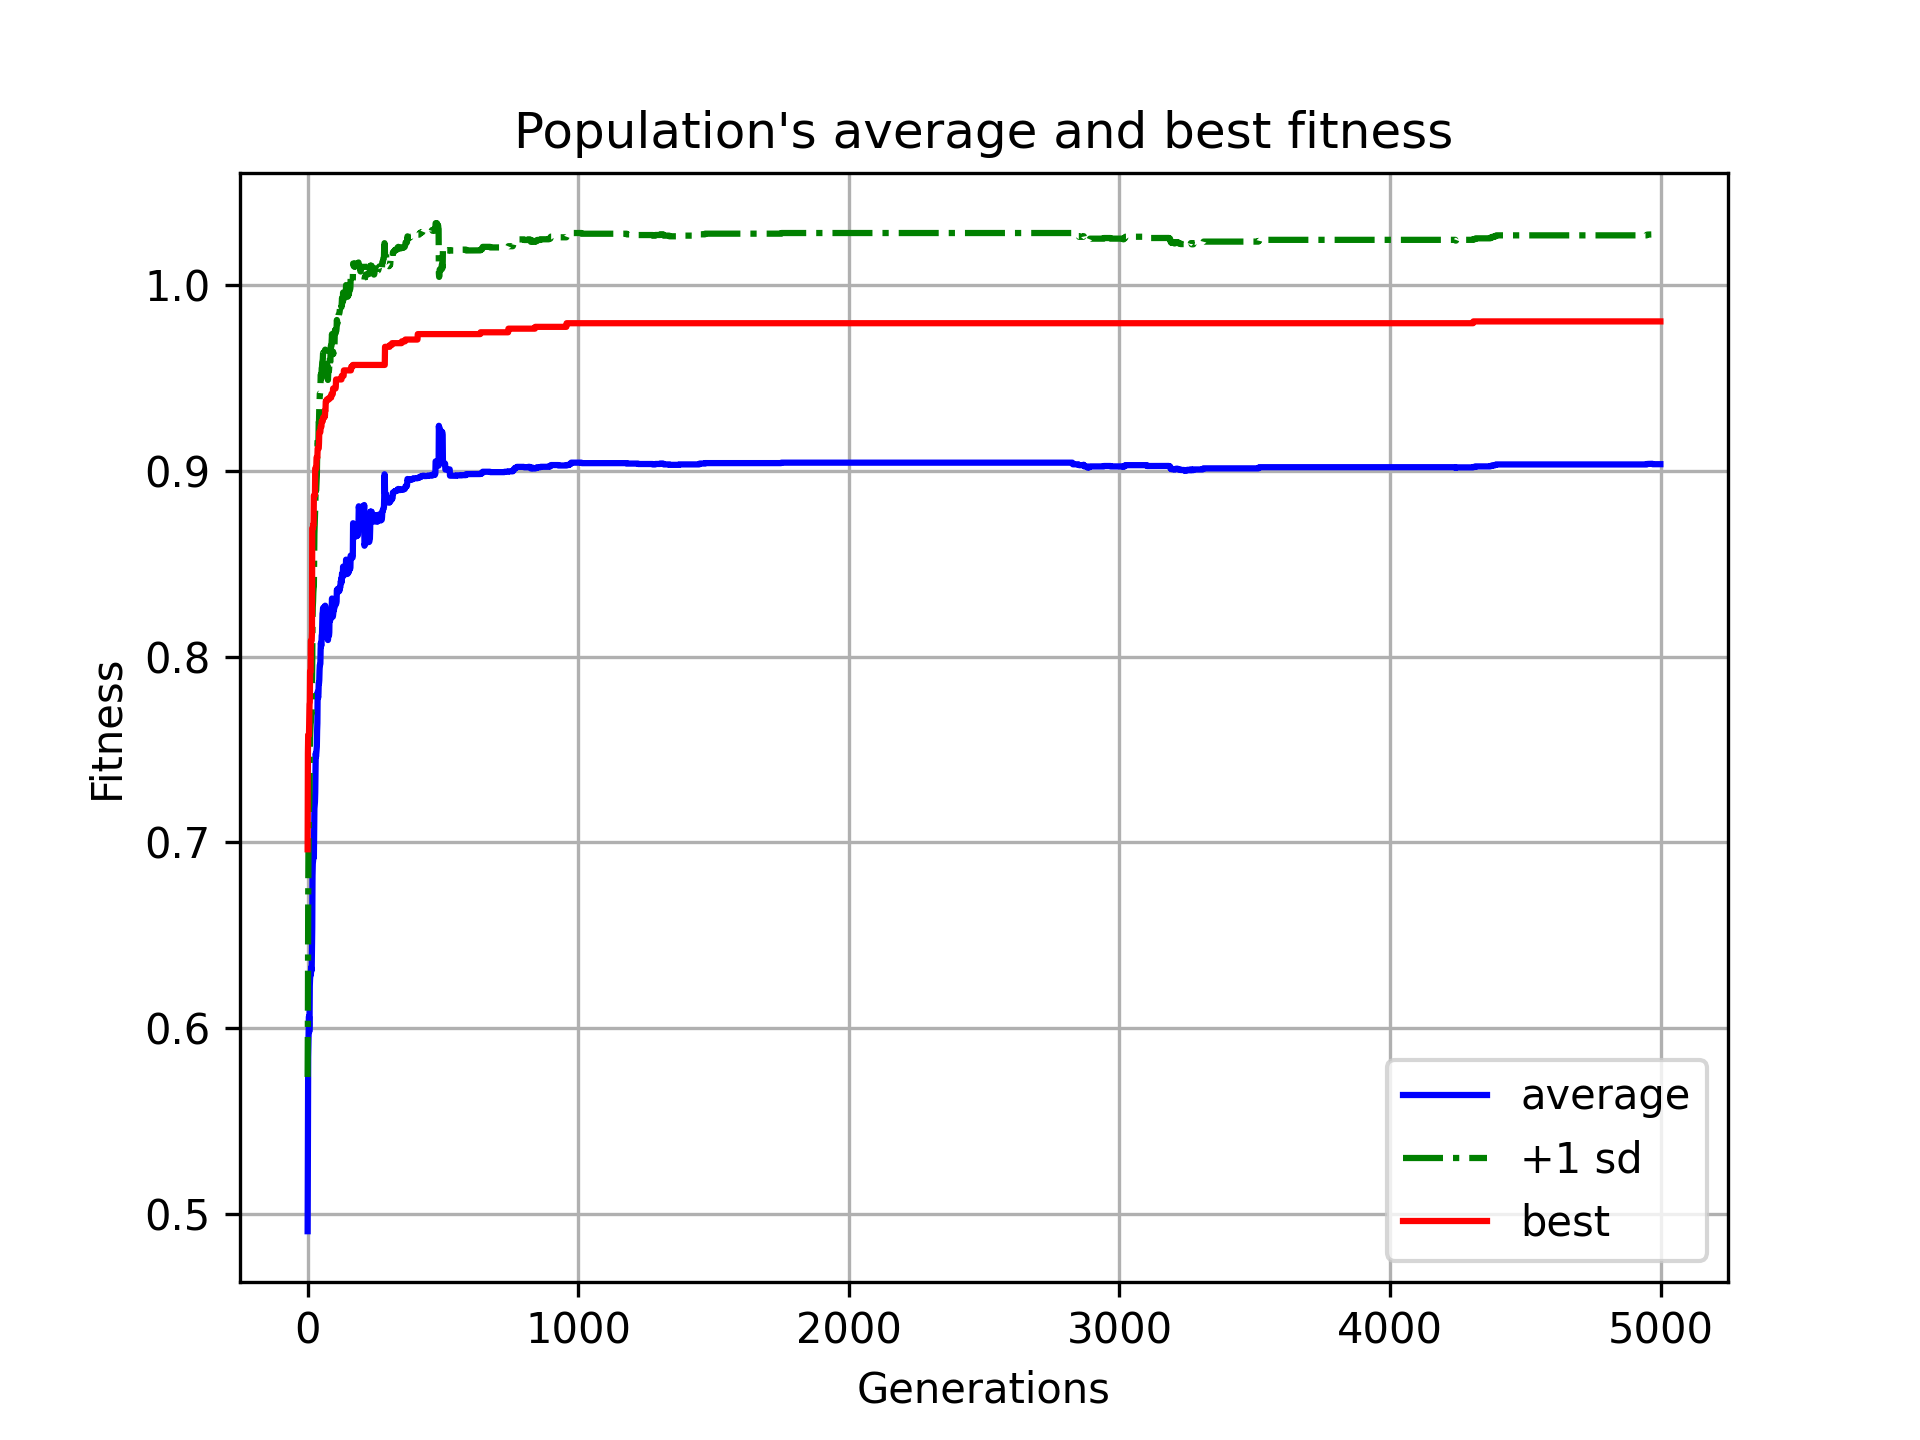 Population's average and best fitness
Fitness
1.0
0.9
0.8
0.7
0.6
0.5
0 1000 2000 3000 4000 5000
Generations
average
+1 sd
best